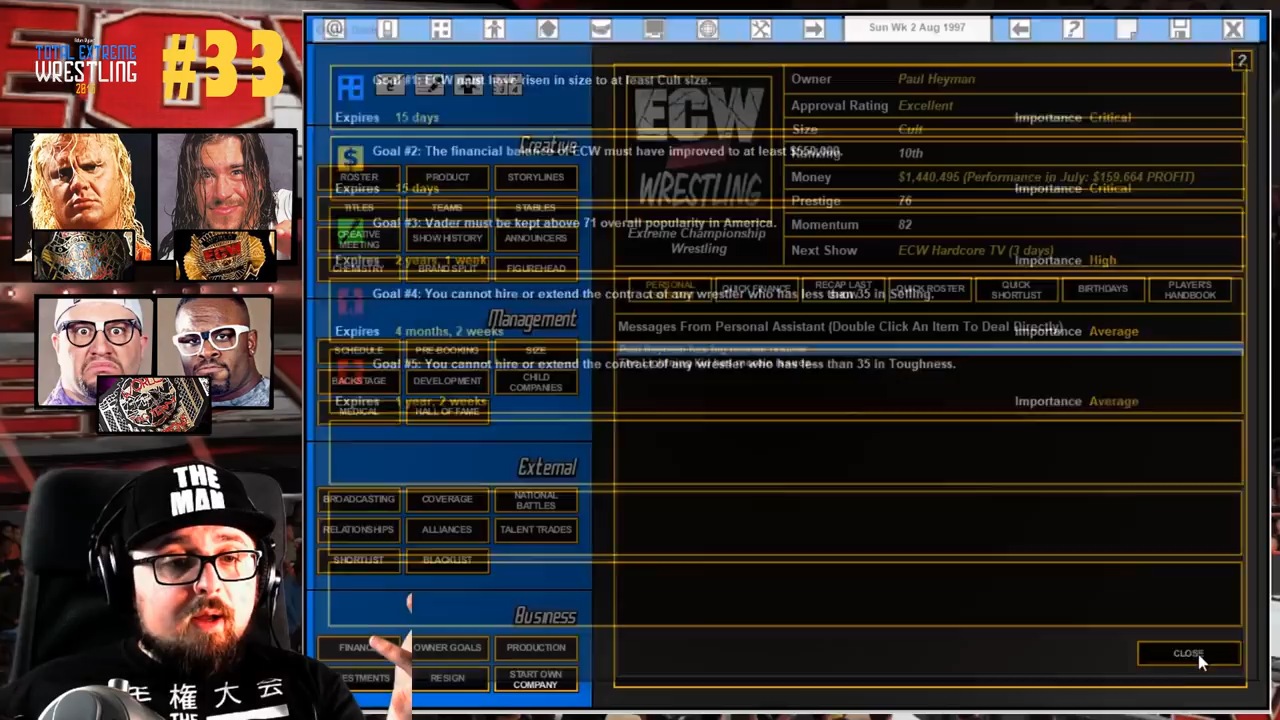 Adam Ryland's
TOTAL EXTREME
WRESTLING
2016
#33
Sun Wk 2 Aug 1997
?
Goal #1: ECW must have risen in size to at least Cult size.
Expires 15 days
Importance Critical
Goal #2: The financial balance of ECW must have improved to at least $550,000.
Expires 15 days
Importance Critical
Goal #3: Vader must be kept above 71 overall popularity in America.
Expires 2 years, 1 week
Importance High
Goal #4: You cannot hire or extend the contract of any wrestler who has less than 35 in Selling.
Expires 4 months, 2 weeks
Importance Average
Goal #5: You cannot hire or extend the contract of any wrestler who has less than 35 in Toughness.
Expires 1 year, 2 weeks
Importance Average
Creative
ROSTER
PRODUCT
STORYLINES
TITLES
TEAMS
STABLES
CREATIVE MEETING
SHOW HISTORY
ANNOUNCERS
CHEMISTRY
BRAND SPLIT
FIGUREHEAD
Management
SCHEDULE
PRE-BOOKING
SIZE
BACKSTAGE
DEVELOPMENT
CHILD COMPANIES
MEDICAL
HALL OF FAME
External
BROADCASTING
COVERAGE
NATIONAL BATTLES
RELATIONSHIPS
ALLIANCES
TALENT TRADES
SHORTLIST
BLACKLIST
Business
FINANC
OWNER GOALS
PRODUCTION
ESTMENTS
RESIGN
START OWN COMPANY
ECW
WRESTLING
Extreme Championship
Wrestling
Owner Paul Heyman
Approval Rating Excellent
Size Cult
Ranking 10th
Money $1,440,495 (Performance in July: $159,664 PROFIT)
Prestige 76
Momentum 82
Next Show ECW Hardcore TV (3 days)
PERSONAL
QUICK FINANCE
RECAP LAST SHOW
QUICK ROSTER
QUICK SHORTLIST
BIRTHDAYS
PLAYER'S HANDBOOK
Messages From Personal Assistant (Double Click An Item To Deal Directly)
CLOSE
THE
MAN
権大会
THE